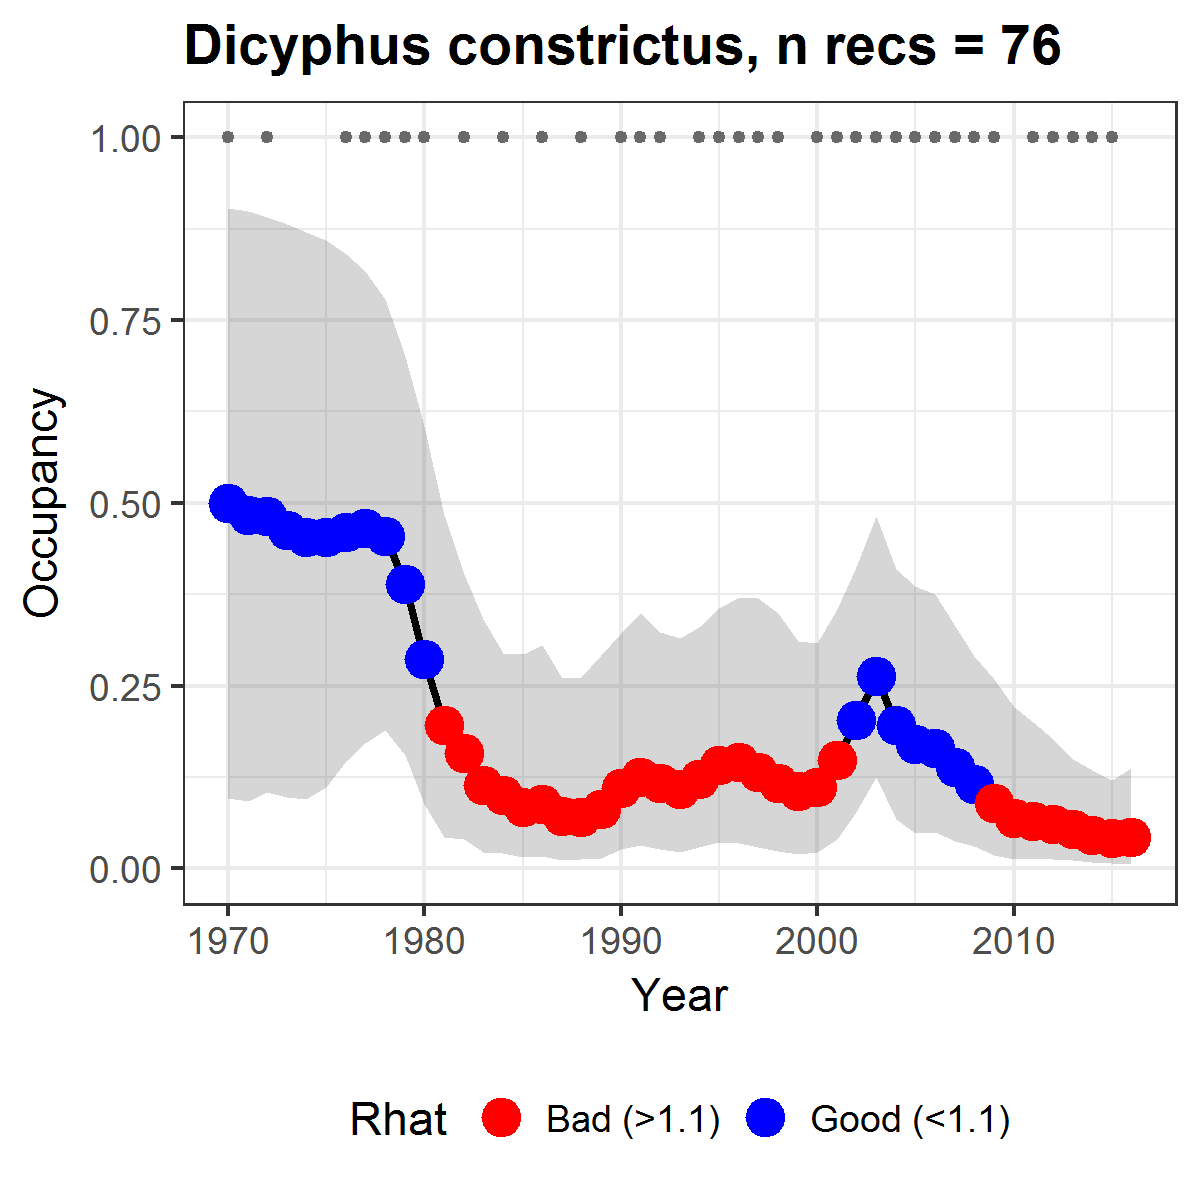 Dicyphus constrictus, n recs = 76
1.00
0.75
0.50
0.25
0.00
Occupancy
1970 1980 1990 2000 2010
Year
Rhat Bad (>1.1) Good (<1.1)